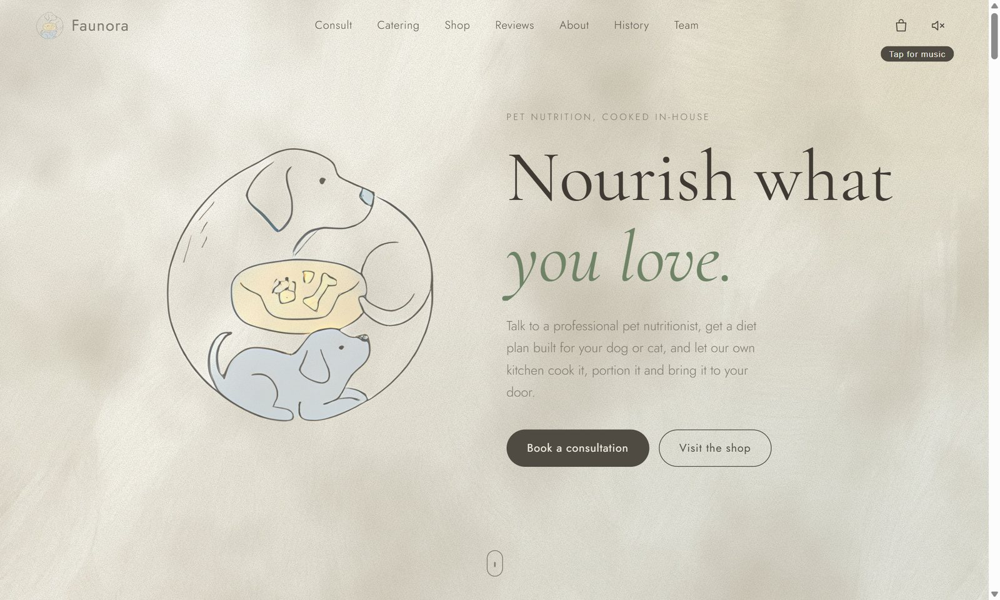 Faunora
Consult
Catering
Shop
Reviews
About
History
Team
Tap for music
PET NUTRITION, COOKED IN-HOUSE
Nourish what
you love.
Talk to a professional pet nutritionist, get a diet
plan built for your dog or cat, and let our own
kitchen cook it, portion it and bring it to your
door.
Book a consultation
Visit the shop